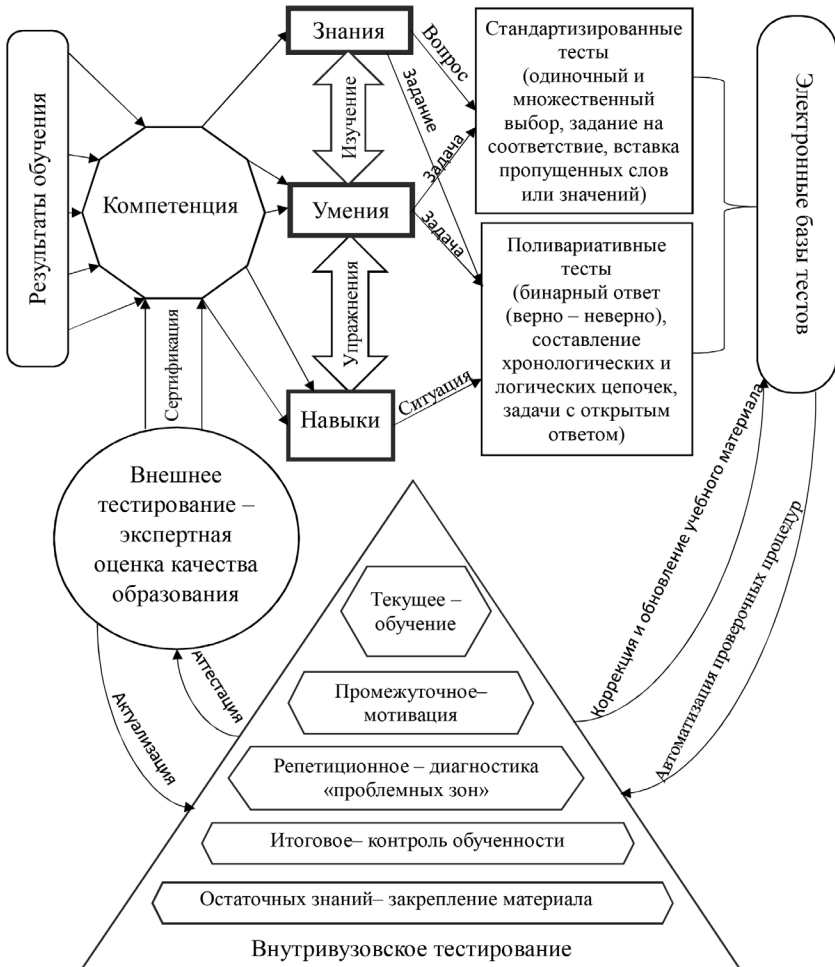 Результаты обучения
Компетенция
Знания
Изучение
Умения
Упражнения
Навыки
Вопрос
Задание
Задача
Задача
Ситуация
Стандартизированные
тесты
(одиночный и
множественный
выбор, задание на
соответствие, вставка
пропущенных слов
или значений)
Поливариативные
тесты
(бинарный ответ
(верно – неверно),
составление
хронологических и
логических цепочек,
задачи с открытым
ответом)
Электронные
базы тестов
Сертификация
Внешнее
тестирование –
экспертная
оценка качества
образования
Актуализация
Аттестация
Коррекция и обновление учебного материала
Автоматизация проверочных процедур
Текущее –
обучение
Промежуточное–
мотивация
Репетиционное – диагностика
«проблемных зон»
Итоговое– контроль обученности
Остаточных знаний– закрепление материала
Внутривузовское тестирование